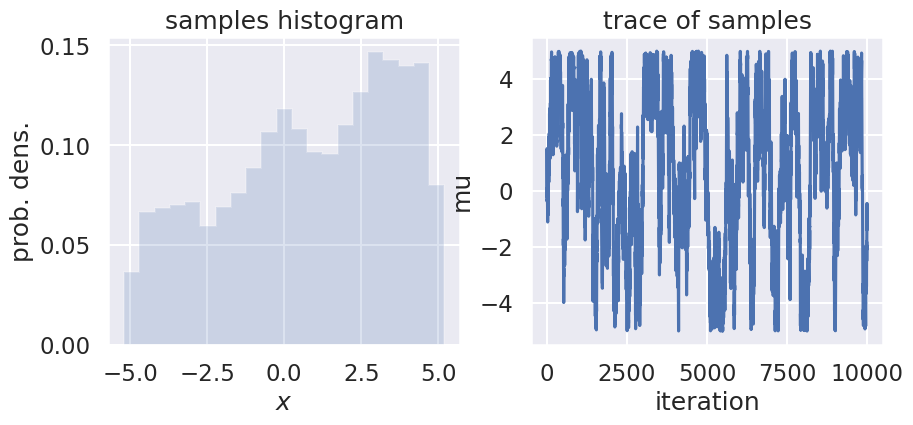 samples histogram
0.15
0.10
0.05
0.00
prob. dens.
−5.0 −2.5 0.0 2.5 5.0
x
trace of samples
4
2
0
−2
−4
mu
0 2500 5000 7500 10000
iteration